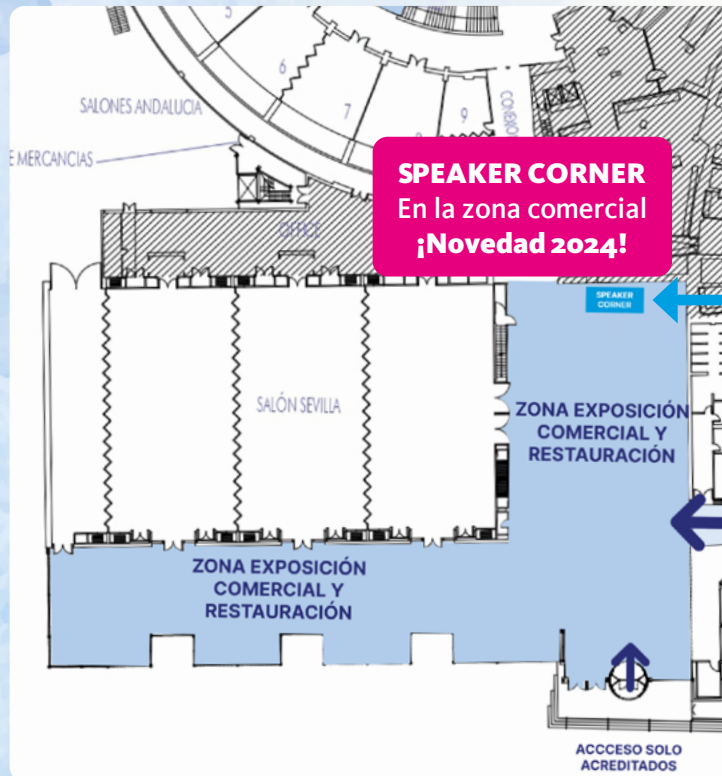 5
6
7
9
CONEXIO
SALONES ANDALUCIA
E MERCANCIAS
SPEAKER CORNER
En la zona comercial
¡Novedad 2024!
OFFICE
SPEAKER
CORNER
SALÓN SEVILLA
ZONA EXPOSICIÓN
COMERCIAL Y
RESTAURACIÓN
ZONA EXPOSICIÓN
COMERCIAL Y
RESTAURACIÓN
ACCCESO SOLO
ACREDITADOS